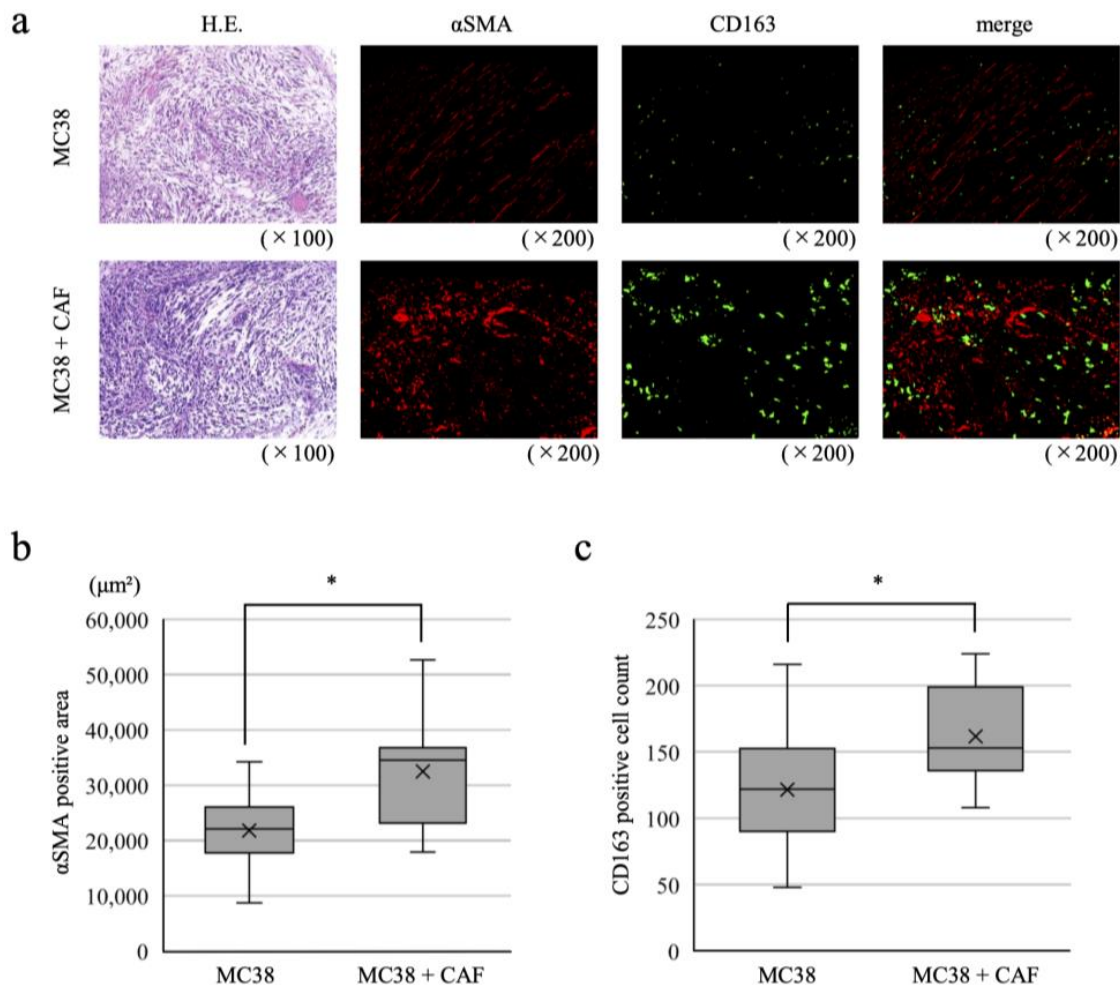 a
H.E. αSMA CD163 merge
MC38
(×100) (×200) (×200) (×200)
MC38 + CAF
(×100) (×200) (×200) (×200)
b
(μm²)
*
αSMA positive area
60,000
50,000
40,000
30,000
20,000
10,000
0
MC38 MC38 + CAF
c
*
CD163 positive cell count
250
200
150
100
50
0
MC38 MC38 + CAF